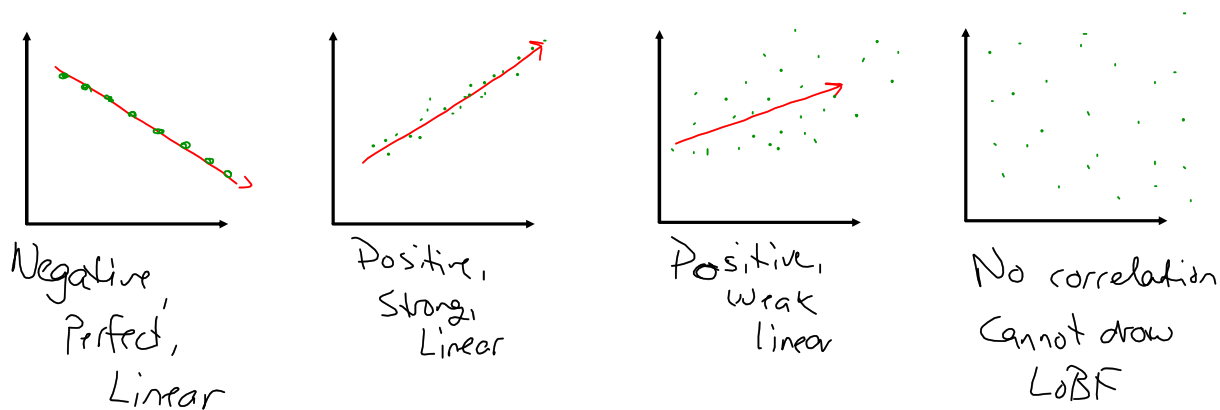 Negative,
Perfect,
Linear
Positive,
Strong,
Linear
Positive,
weak
linear
No correlation
Cannot draw
LoBF